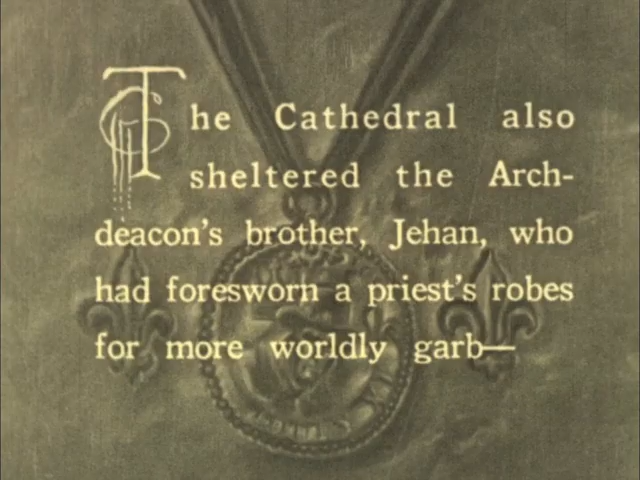 The Cathedral also
sheltered the Arch-
deacon's brother, Jehan, who
had foresworn a priest's robes
for more worldly garb—